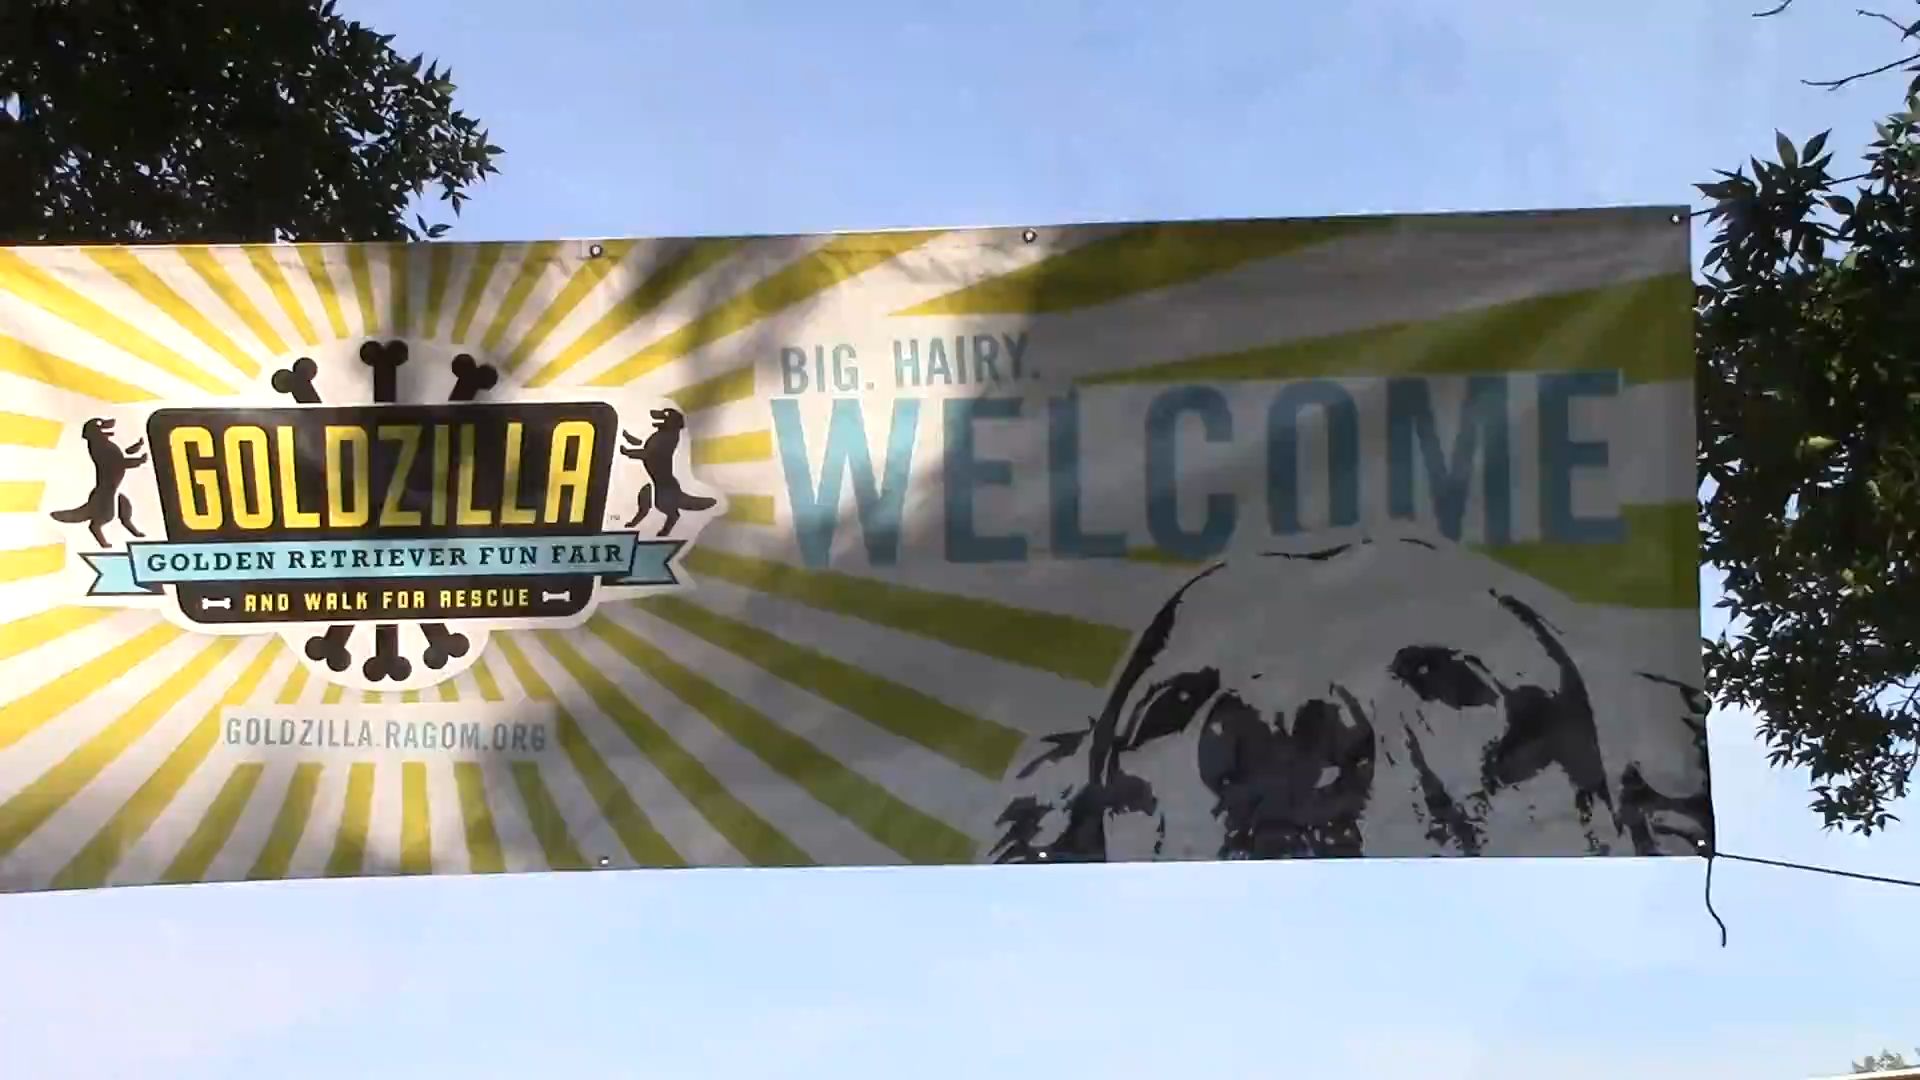 BIG. HAIRY.
WELCOME
GOLDZILLA
GOLDEN RETRIEVER FUN FAIR
AND WALK FOR RESCUE
GOLDZILLA.RAGOM.ORG